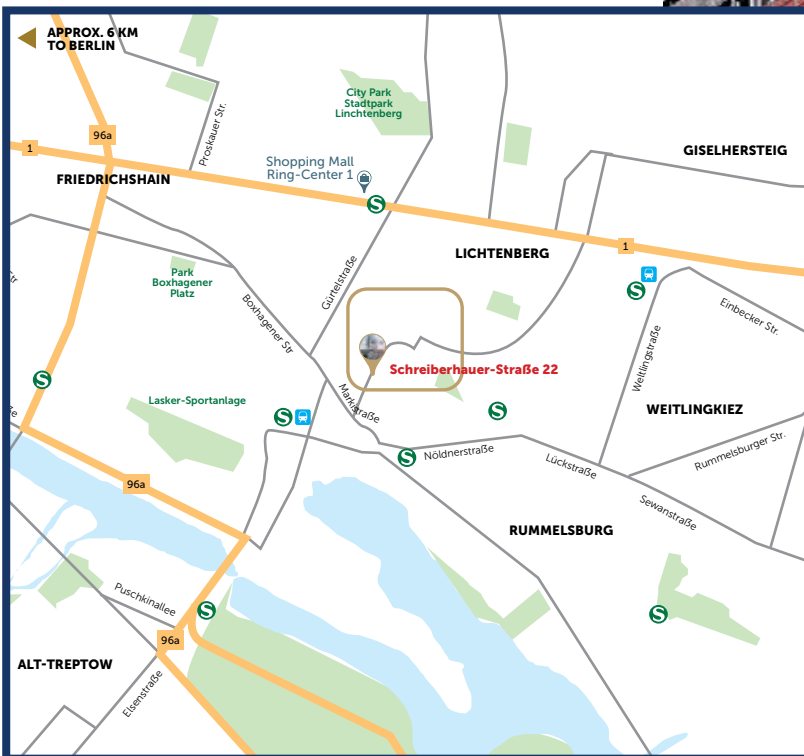 APPROX. 6 KM
TO BERLIN
96a
1
Proskauer Str.
City Park
Stadtpark
Linchtenberg
GISELHERSTEIG
Shopping Mall
Ring-Center 1
FRIEDRICHSHAIN
S
LICHTENBERG
1
Gürtelstraße
Park
Boxhagener
Platz
Boxhagener Str
S
Einbecker Str.
Weitlingstraße
Schreiberhauer-Straße 22
S
Markstraße
Lasker-Sportanlage
S
S
WEITLINGKIEZ
S
Nöldnerstraße
Lückstraße
Rummelsburger Str.
96a
Sewanstraße
RUMMELSBURG
Puschkinallee
S
S
96a
ALT-TREPTOW
Elsenstraße